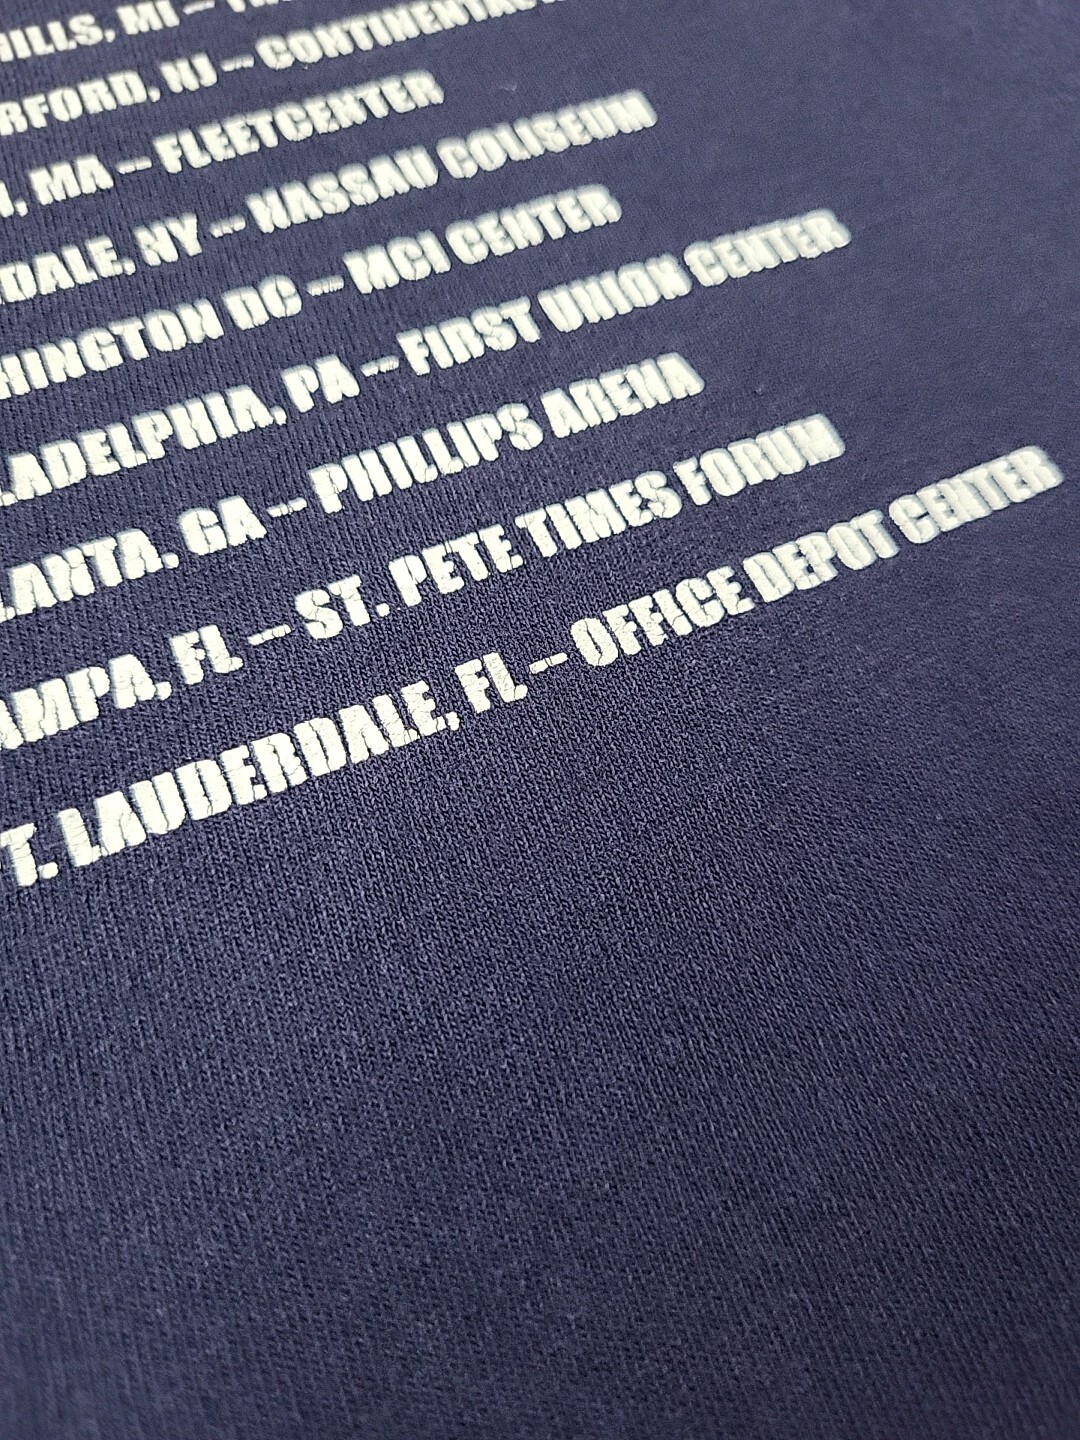 HILLS, MI –
RFORD, NJ – CONTINENTAL
, MA – FLEETCENTER
DALE, NY – NASSAU COLISEUM
HINGTON DC – MCI CENTER
LADELPHIA, PA – FIRST UNION CENTER
LANTA, GA – PHILLIPS ARENA
AMPA, FL – ST. PETE TIMES FORUM
T. LAUDERDALE, FL – OFFICE DEPOT CENTER